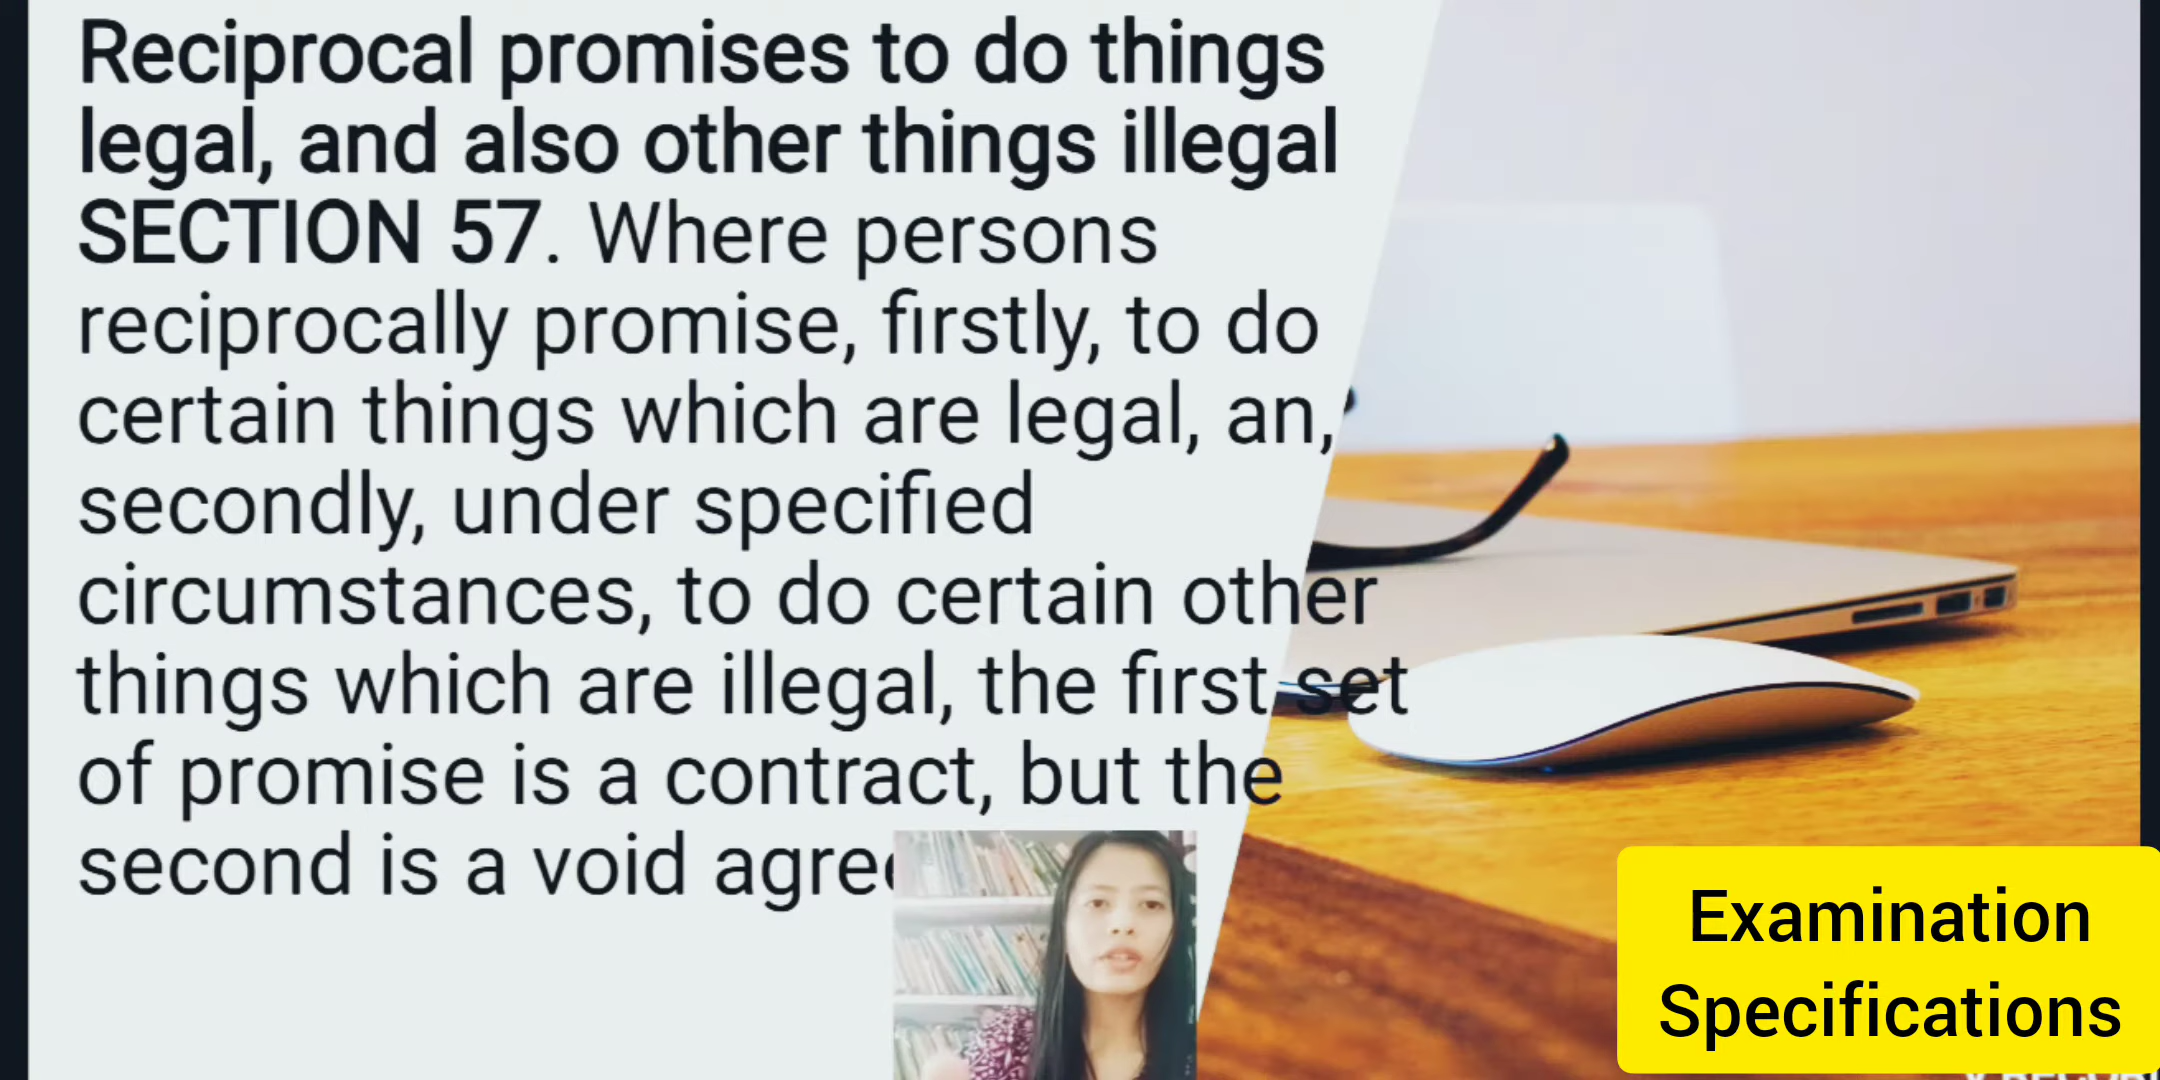 Reciprocal promises to do things
legal, and also other things illegal
SECTION 57. Where persons
reciprocally promise, firstly, to do
certain things which are legal, an,
secondly, under specified
circumstances, to do certain other
things which are illegal, the first set
of promise is a contract, but the
second is a void
Examination
Specifications